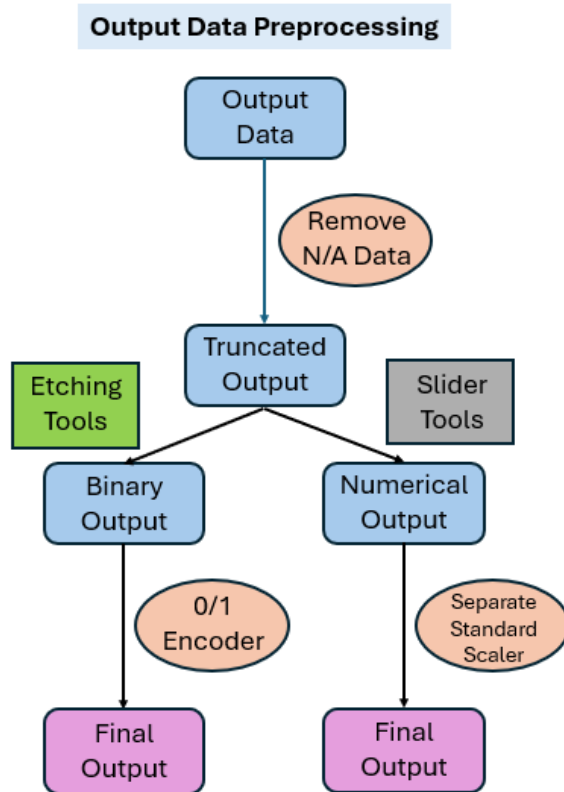 Output Data Preprocessing
Output
Data
Remove
N/A Data
Truncated
Output
Etching
Tools
Slider
Tools
Binary
Output
Numerical
Output
0/1
Encoder
Separate
Standard
Scaler
Final
Output
Final
Output